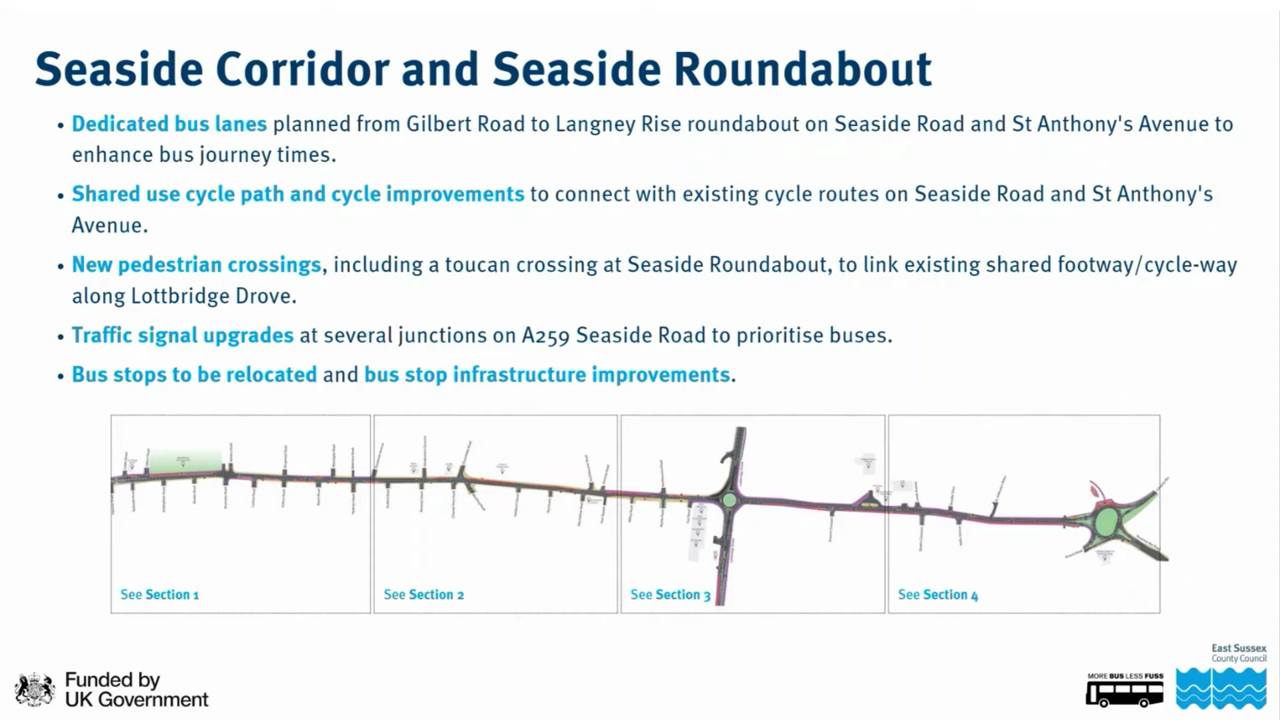 Seaside Corridor and Seaside Roundabout
• Dedicated bus lanes planned from Gilbert Road to Langney Rise roundabout on Seaside Road and St Anthony's Avenue to
enhance bus journey times.
• Shared use cycle path and cycle improvements to connect with existing cycle routes on Seaside Road and St Anthony's
Avenue.
• New pedestrian crossings, including a toucan crossing at Seaside Roundabout, to link existing shared footway/cycle-way
along Lottbridge Drove.
• Traffic signal upgrades at several junctions on A259 Seaside Road to prioritise buses.
• Bus stops to be relocated and bus stop infrastructure improvements.
See Section 1
See Section 2
See Section 3
See Section 4
Funded by
UK Government
MORE BUS LESS FUSS
East Sussex
County Council